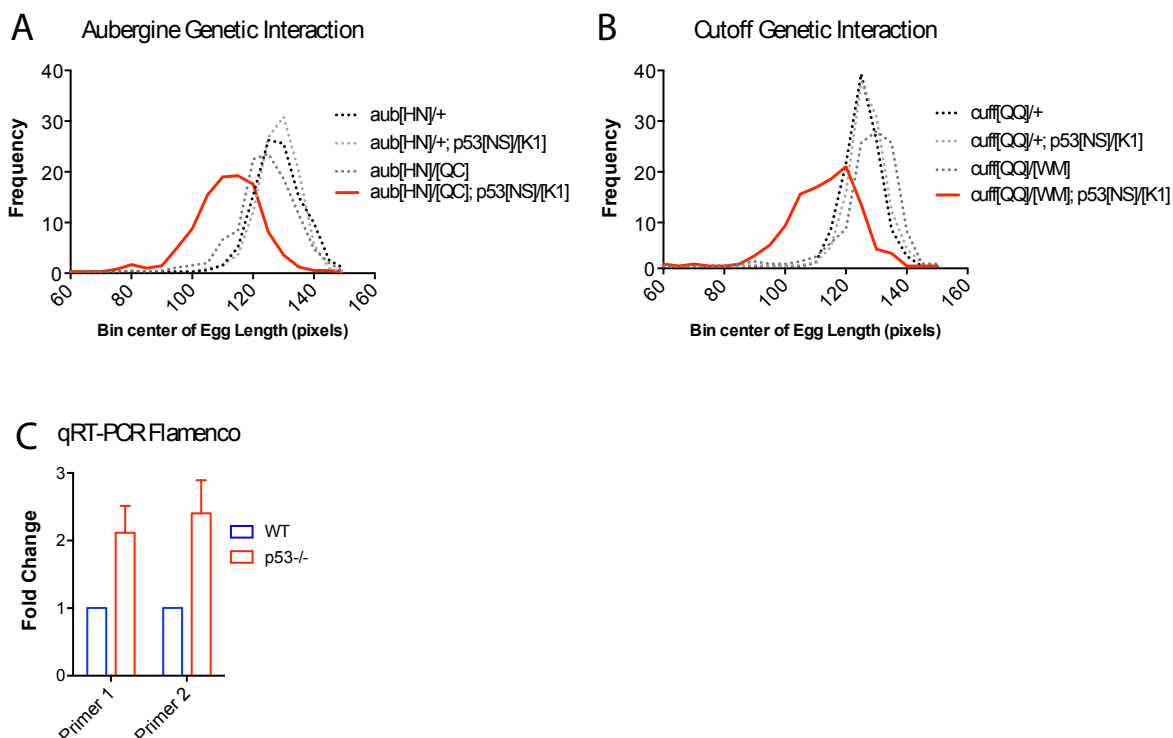 A Aubergine Genetic Interaction
40
30
20
10
0
Frequency
60
80
100
120
140
160
Bin center of Egg Length (pixels)
aub[HN]/+
aub[HN]/+; p53[NS]/[K1]
aub[HN]/[QC]
aub[HN]/[QC]; p53[NS]/[K1]
B Cutoff Genetic Interaction
40
30
20
10
0
Frequency
60
80
100
120
140
160
Bin center of Egg Length (pixels)
cuff[QQ]/+
cuff[QQ]/+; p53[NS]/[K1]
cuff[QQ]/[WM]
cuff[QQ]/[WM]; p53[NS]/[K1]
C qRT-PCR Flamenco
3
2
1
0
Fold Change
Primer 1
Primer 2
WT
p53-/-